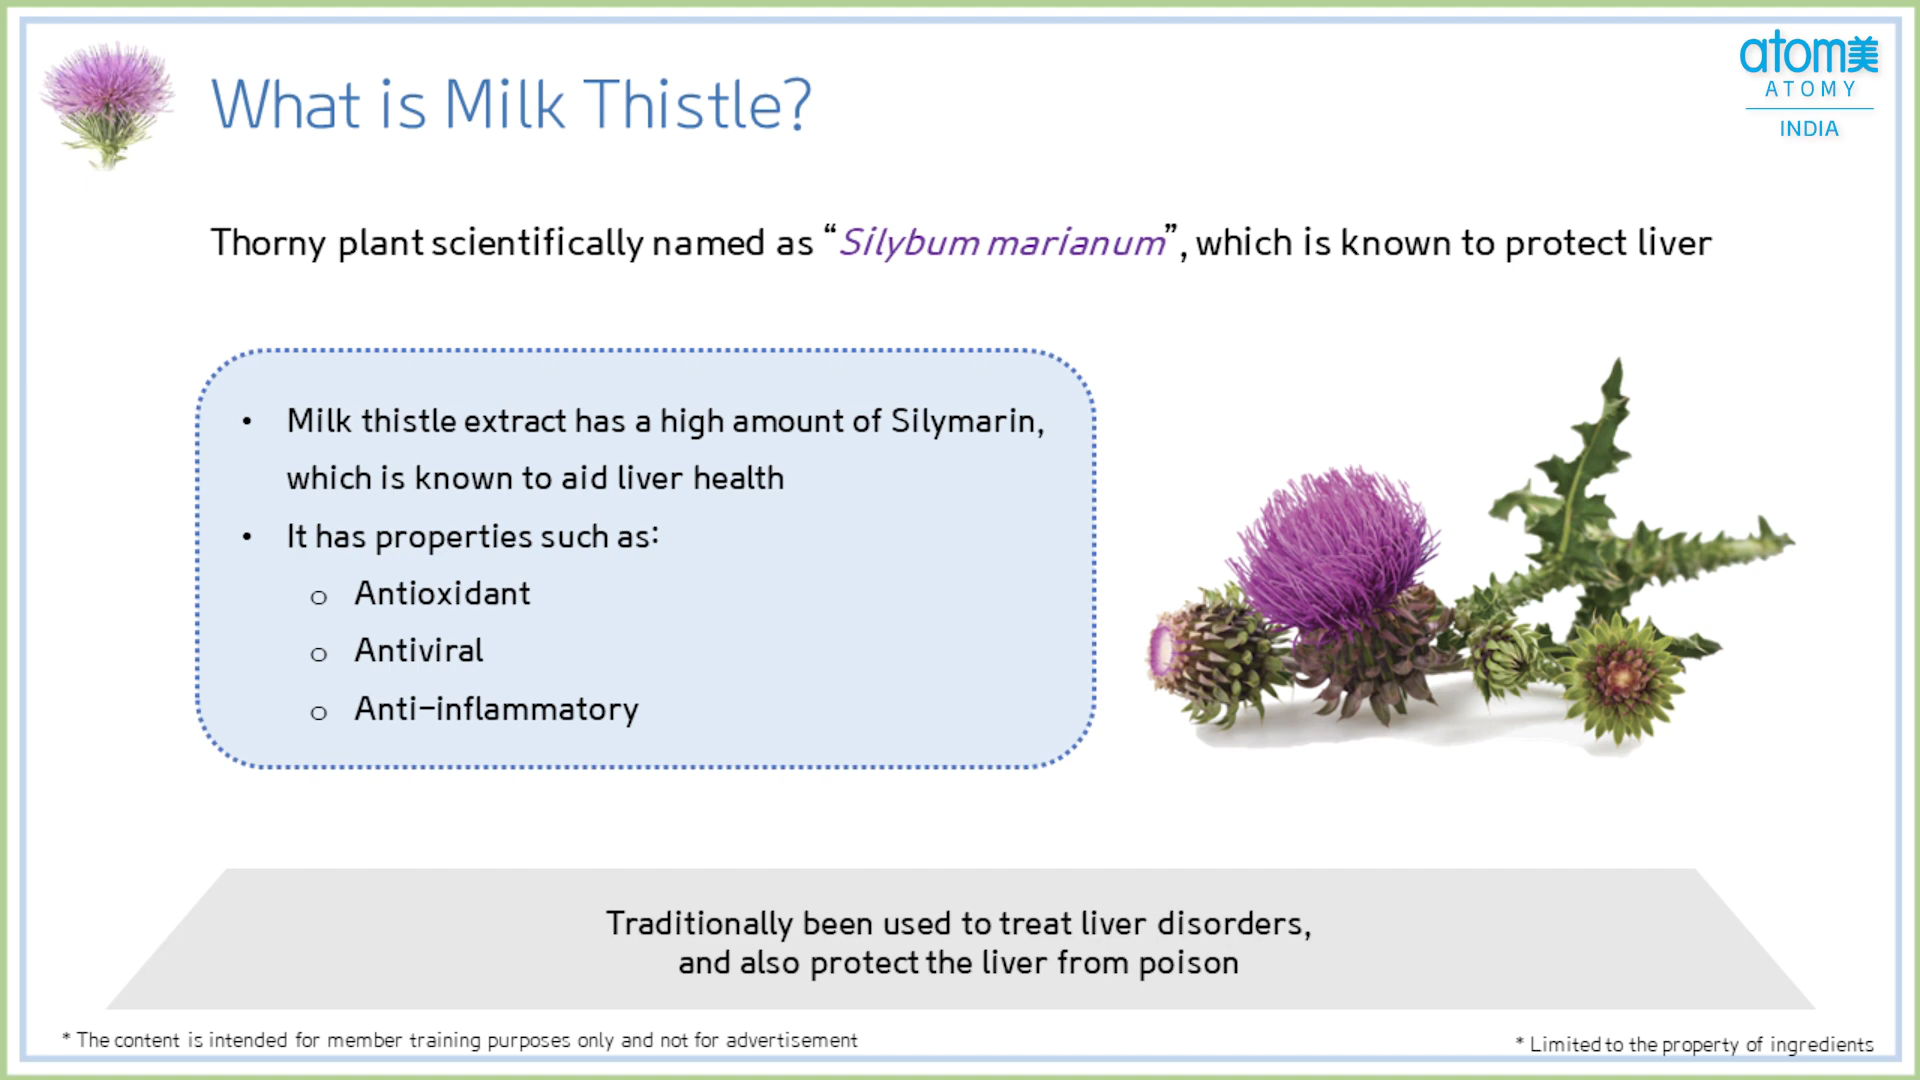 What is Milk Thistle?
atom美
ATOMY
INDIA
Thorny plant scientifically named as “Silybum marianum”, which is known to protect liver
• Milk thistle extract has a high amount of Silymarin,
which is known to aid liver health
• It has properties such as:
o Antioxidant
o Antiviral
o Anti-inflammatory
Traditionally been used to treat liver disorders,
and also protect the liver from poison
* The content is intended for member training purposes only and not for advertisement
* Limited to the property of ingredients